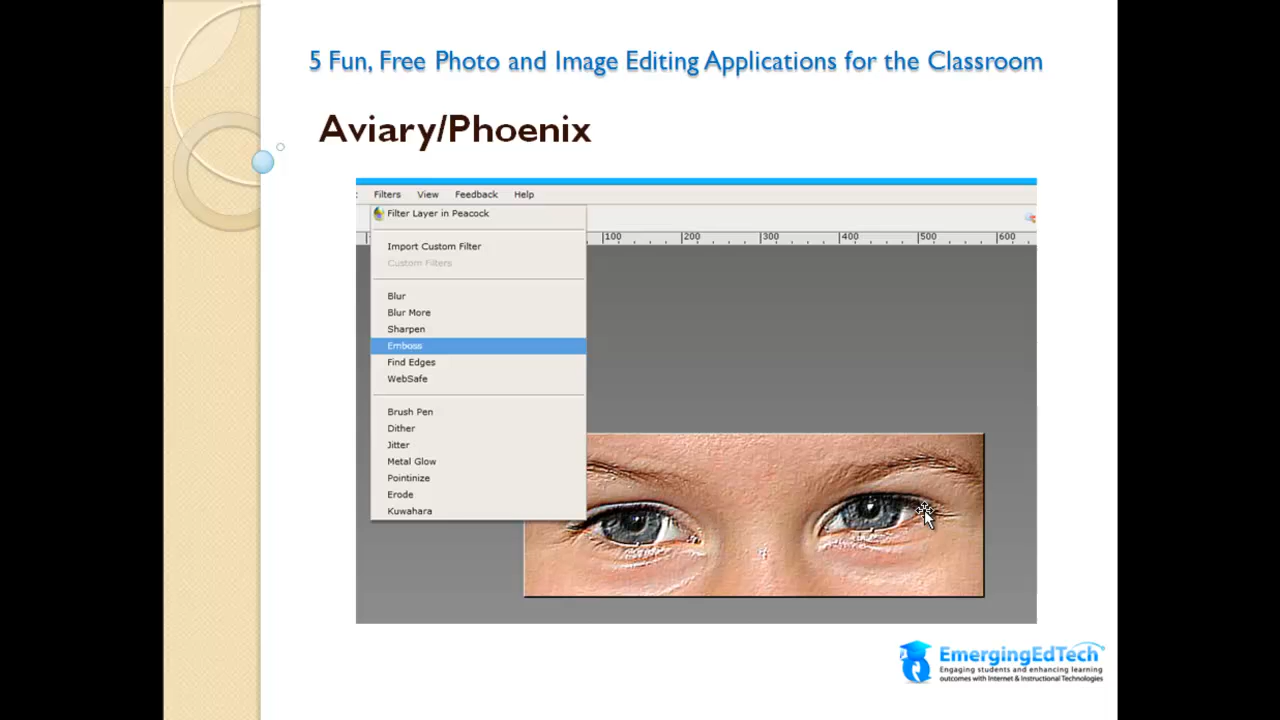 5 Fun, Free Photo and Image Editing Applications for the Classroom
Aviary/Phoenix
Filters View Feedback Help
Filter Layer in Peacock
100 200 300 400 500 600
Import Custom Filter
Custom Filters
Blur
Blur More
Sharpen
Emboss
Find Edges
WebSafe
Brush Pen
Dither
Jitter
Metal Glow
Pointinize
Erode
Kuwahara
EmergingEdTech
Engaging students and enhancing learning
outcomes with Internet & Instructional Technologies